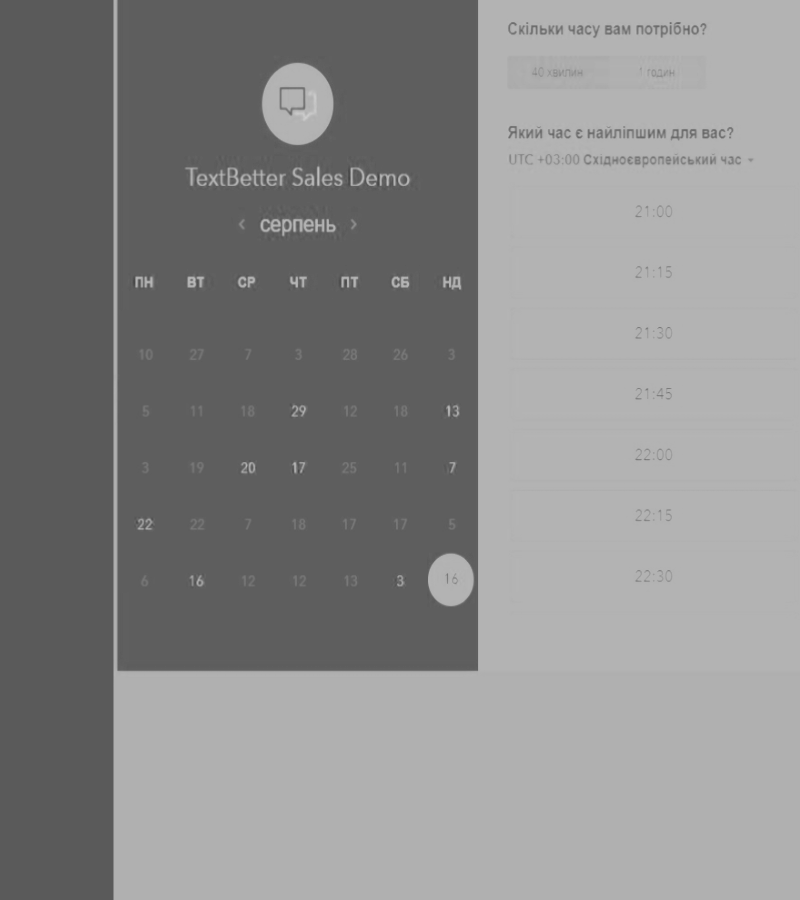 TextBetter Sales Demo
‹ серпень ›
ПН ВТ СР ЧТ ПТ СБ НД
10 27 7 3 28 26 3
5 11 18 29 12 18 13
3 19 20 17 25 11 7
22 22 7 18 17 17 5
6 16 12 12 13 3 16
Скільки часу вам потрібно?
40 хвилин 1 годин
Який час є найліпшим для вас?
UTC +03:00 Східноєвропейський час
21:00
21:15
21:30
21:45
22:00
22:15
22:30